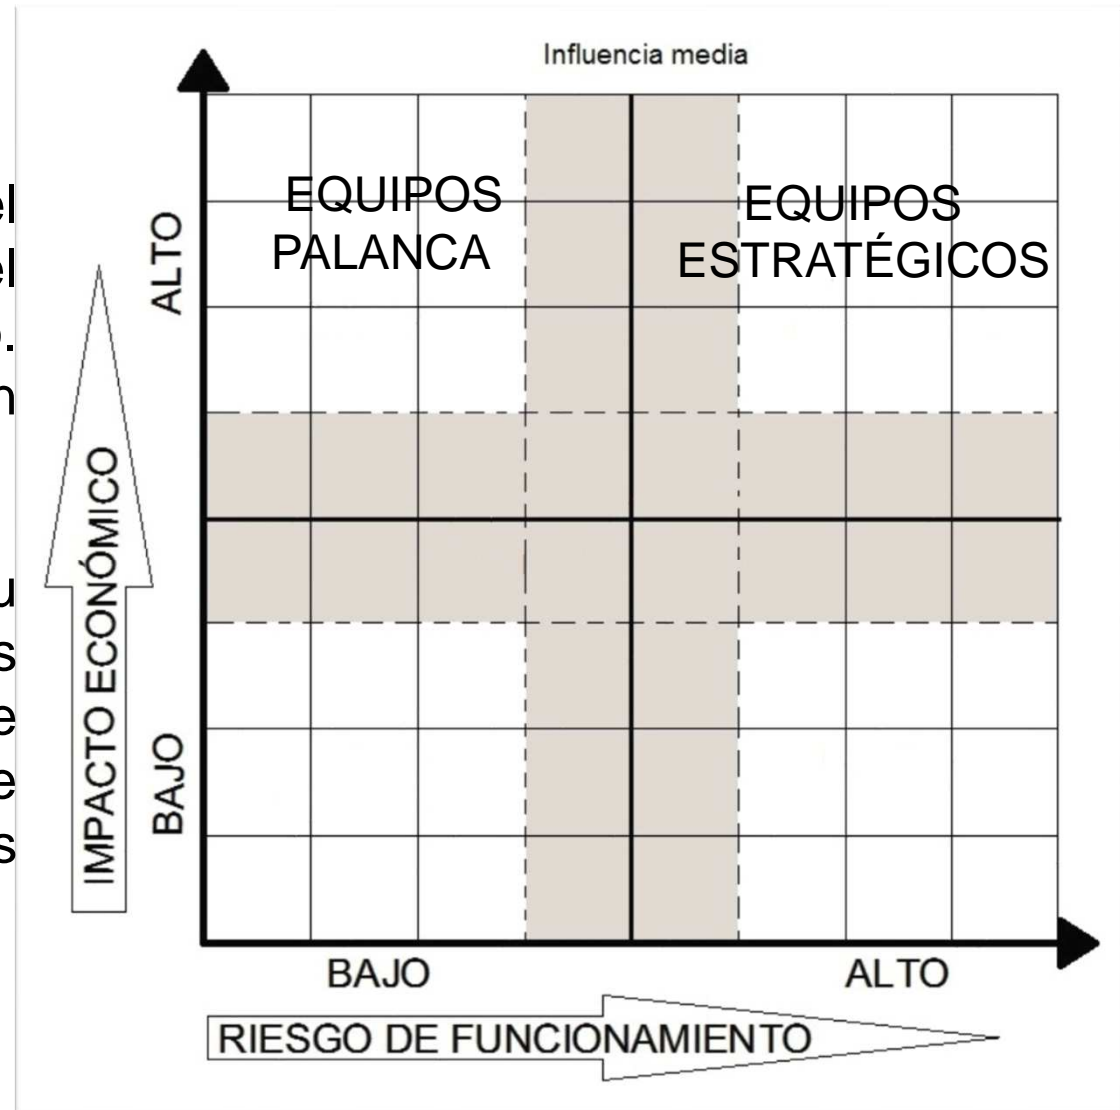 Influencia media
EQUIPOS
PALANCA
EQUIPOS
ESTRATÉGICOS
ALTO
IMPACTO ECONÓMICO
BAJO
BAJO
ALTO
RIESGO DE FUNCIONAMIENTO